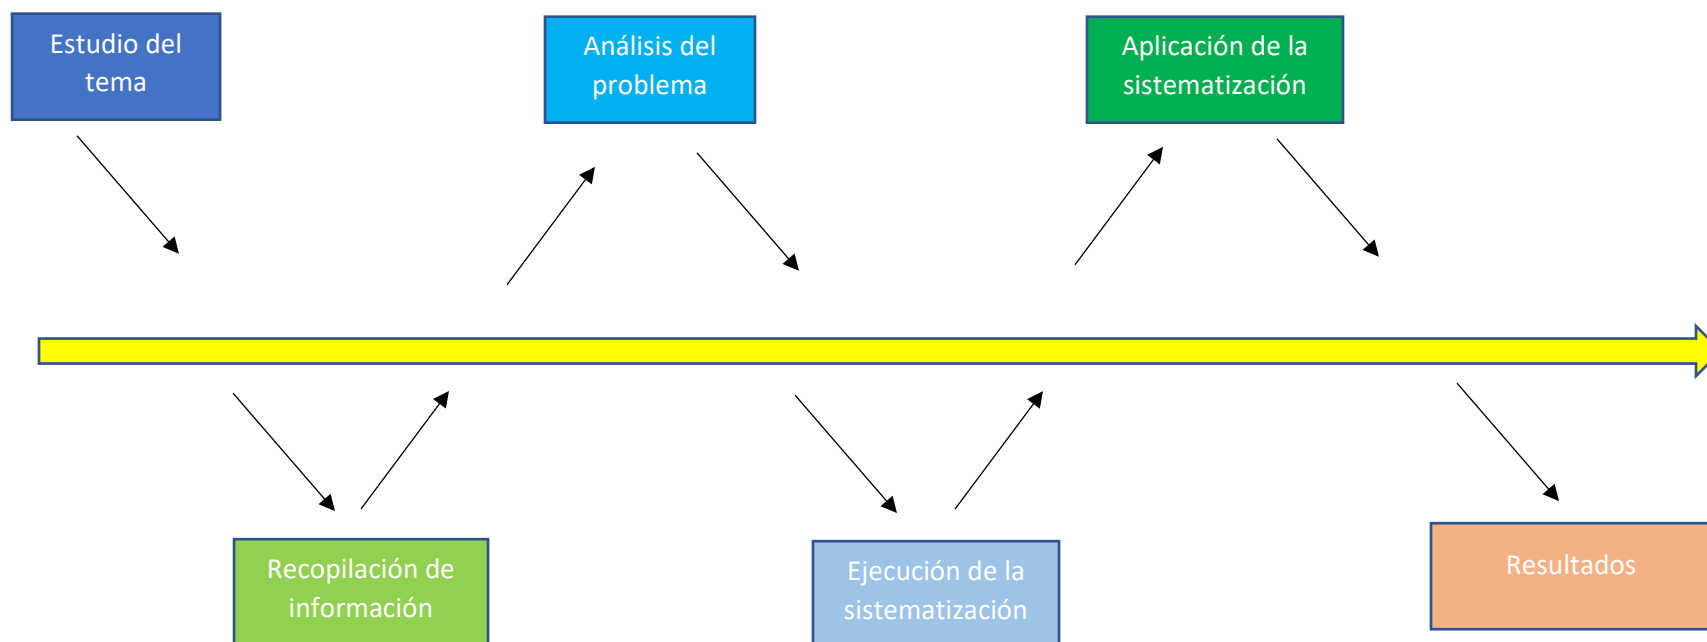 Estudio del
tema
Análisis del
problema
Aplicación de la
sistematización
Recopilación de
información
Ejecución de la
sistematización
Resultados